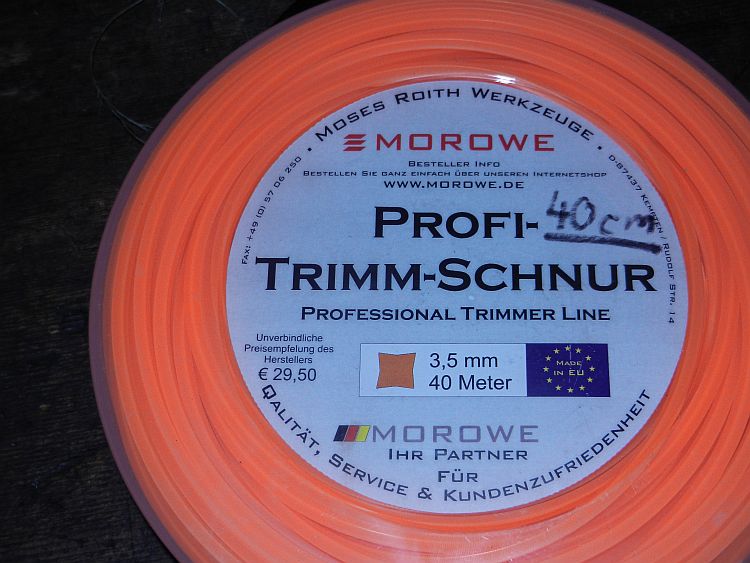 Moses Roith Werkzeuge
MOROWE
Besteller Info
Bestellen Sie ganz einfach über unseren Internetshop
www.morowe.de
Fax: +49 (0) 5706 250
D-87437 Kempten / Rudolf Str. 14
40cm
Profi-
Trimm-Schnur
Professional Trimmer Line
Unverbindliche
Preisempfelung des
Herstellers
€ 29,50
3,5 mm
40 Meter
Made
in EU
MOROWE
Ihr Partner
Für
Qalität, Service & Kundenzufriedenheit